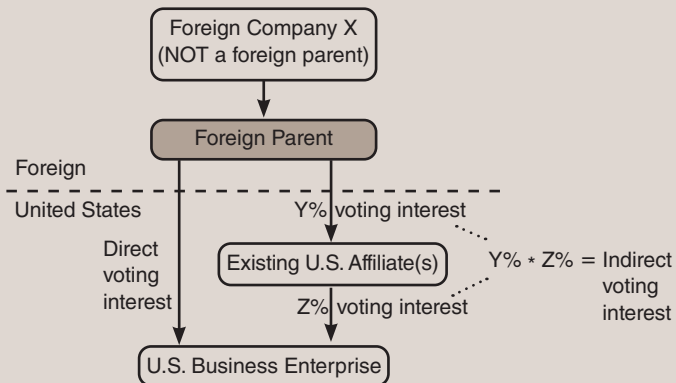 Foreign Company X
(NOT a foreign parent)
Foreign Parent
Foreign
United States
Y% voting interest
Direct
voting
interest
Existing U.S. Affiliate(s)
Y% * Z% = Indirect
voting
interest
Z% voting interest
U.S. Business Enterprise